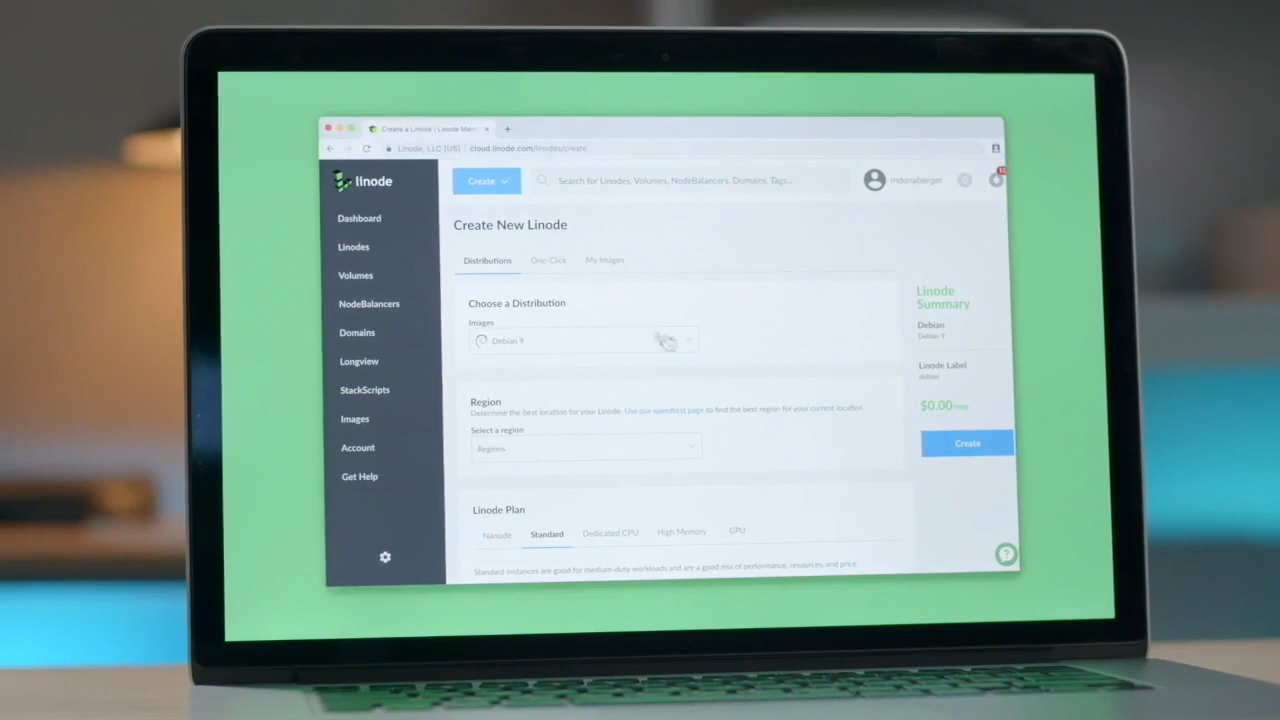 Create a Linode | Linode Man
Linode, LLC [US] cloud.linode.com/linodes/create
linode
Create
Search for Linodes, Volumes, NodeBalancers, Domains, Tags...
mdonaberger
Dashboard
Linodes
Volumes
NodeBalancers
Domains
Longview
StackScripts
Images
Account
Get Help
Create New Linode
Distributions One-Click My Images
Choose a Distribution
Images
Debian 9
Region
Determine the best location for your Linode. Use our speedtest page to find the best region for your current location.
Select a region
Regions
Linode Plan
Nanode Standard Dedicated CPU High Memory GPU
Standard instances are good for medium-duty workloads and are a good mix of performance, resources, and price
Linode
Summary
Debian
Debian 9
Linode Label
debian
$0.00/mo
Create